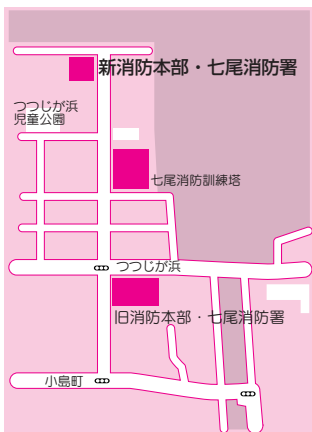 新消防本部・七尾消防署
つつじが浜
児童公園
七尾消防訓練塔
つつじが浜
旧消防本部・七尾消防署
小島町